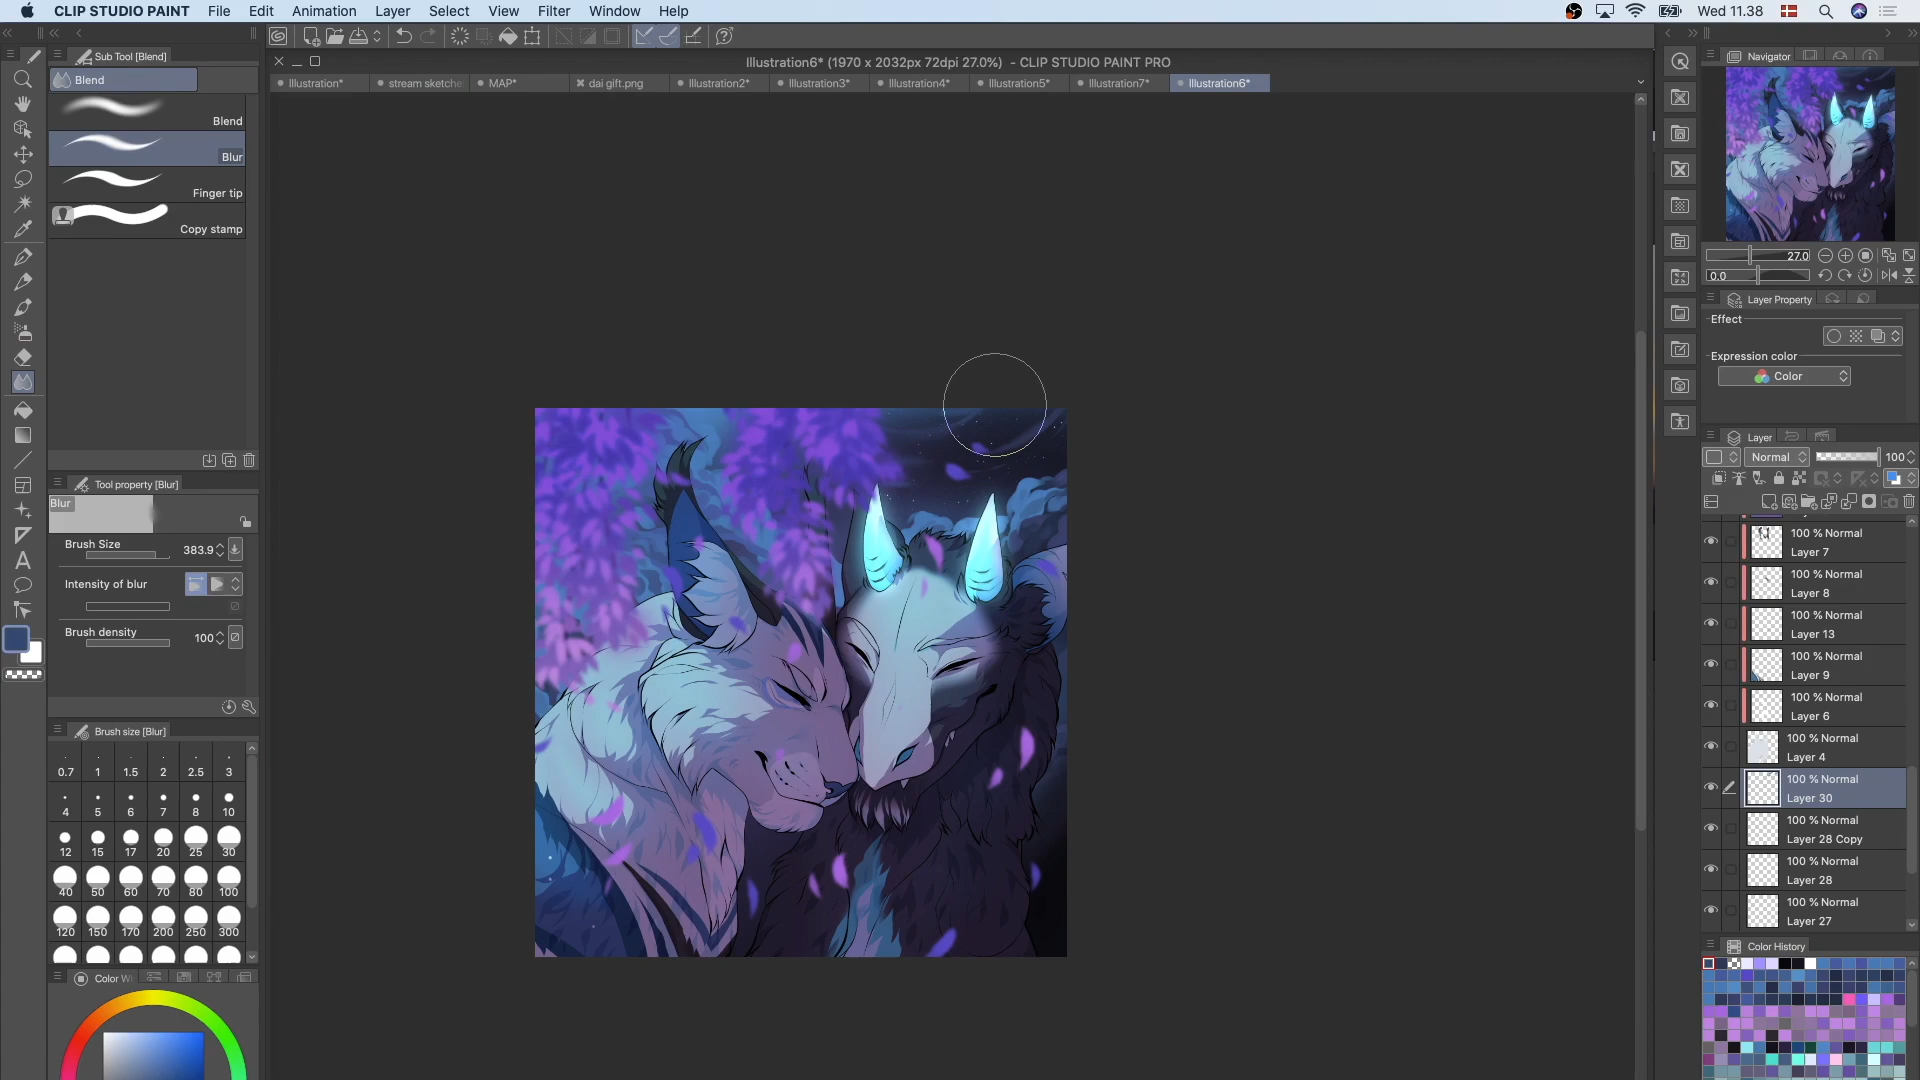 CLIP STUDIO PAINT File Edit Animation Layer Select View Filter Window Help Wed 11.38
Sub Tool [Blend]
Blend
Blend
Blur
Finger tip
Copy stamp
Illustration6* (1970 x 2032px 72dpi 27.0%) - CLIP STUDIO PAINT PRO
Illustration* stream sketche MAP* dai gift.png Illustration2* Illustration3* Illustration4* Illustration5* Illustration7* Illustration6*
Navigator
27.0
0.0
Layer Property
Effect
Expression color
Color
Layer
Normal 100
100 % Normal
Layer 7
100 % Normal
Layer 8
100 % Normal
Layer 13
100 % Normal
Layer 9
100 % Normal
Layer 6
100 % Normal
Layer 4
100 % Normal
Layer 30
100 % Normal
Layer 28 Copy
100 % Normal
Layer 28
100 % Normal
Layer 27
Color History
Tool property [Blur]
Blur
Brush Size 383.9
Intensity of blur
Brush density 100
Brush size [Blur]
0.7 1 1.5 2 2.5 3
4 5 6 7 8 10
12 15 17 20 25 30
40 50 60 70 80 100
120 150 170 200 250 300
Color W